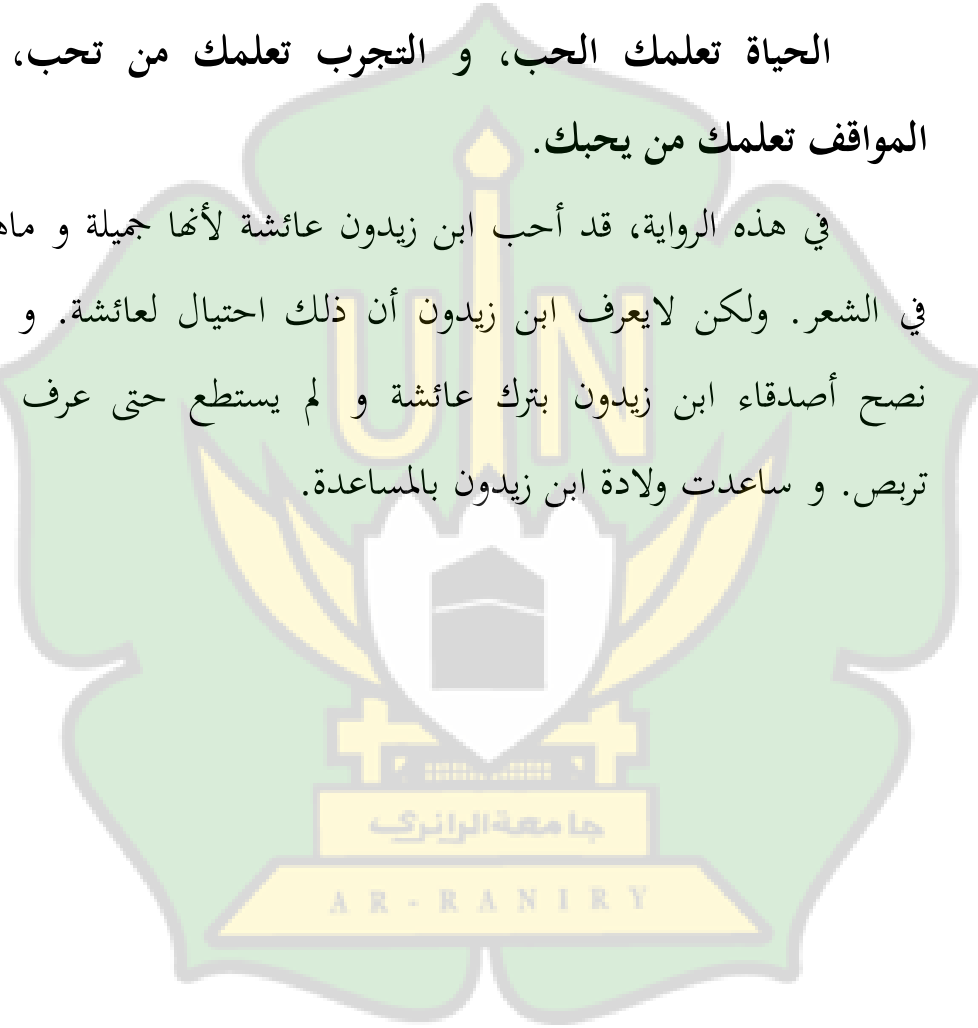 الحياة تعلمك الحب، و التجرب تعلمك من تحب،
المواقف تعلمك من يحبك.
في هذه الرواية، قد أحب ابن زيدون عائشة لأنها جميلة و
في الشعر. ولكن لايعرف ابن زيدون أن ذلك احتيال لعائشة. و
نصح أصدقاء ابن زيدون بترك عائشة و لم يستطع حتى عرف
تربص. و ساعدت ولادة ابن زيدون بالمساعدة.
UIN
جامعة الرانري
AR-RANIRY